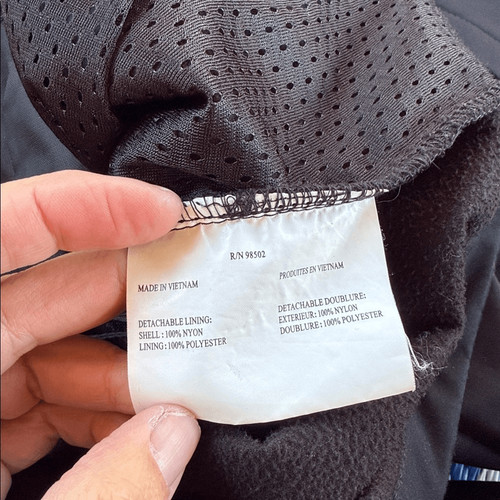 R/N 98502
MADE IN VIETNAM
DETACHABLE LINING:
SHELL : 100% NYON
LINING : 100% POLYESTER
PRODUITES EN VIETNAM
DETACHABLE DOUBLURE:
EXTERIEUR: 100% NYLON
DOUBLURE : 100% POLYESTER